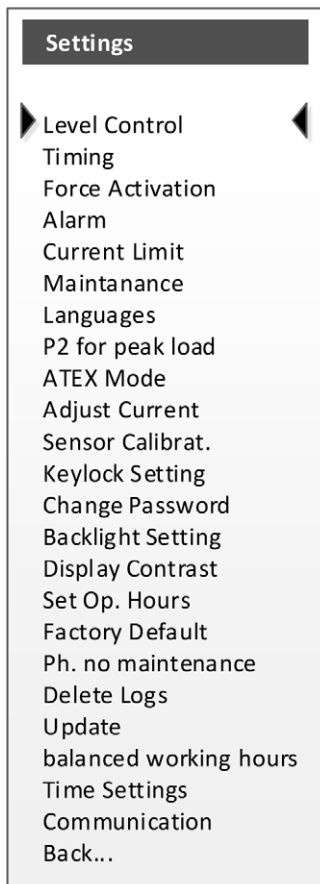 Settings
Level Control
Timing
Force Activation
Alarm
Current Limit
Maintanance
Languages
P2 for peak load
ATEX Mode
Adjust Current
Sensor Calibrat.
Keylock Setting
Change Password
Backlight Setting
Display Contrast
Set Op. Hours
Factory Default
Ph. no maintenance
Delete Logs
Update
balanced working hours
Time Settings
Communication
Back...